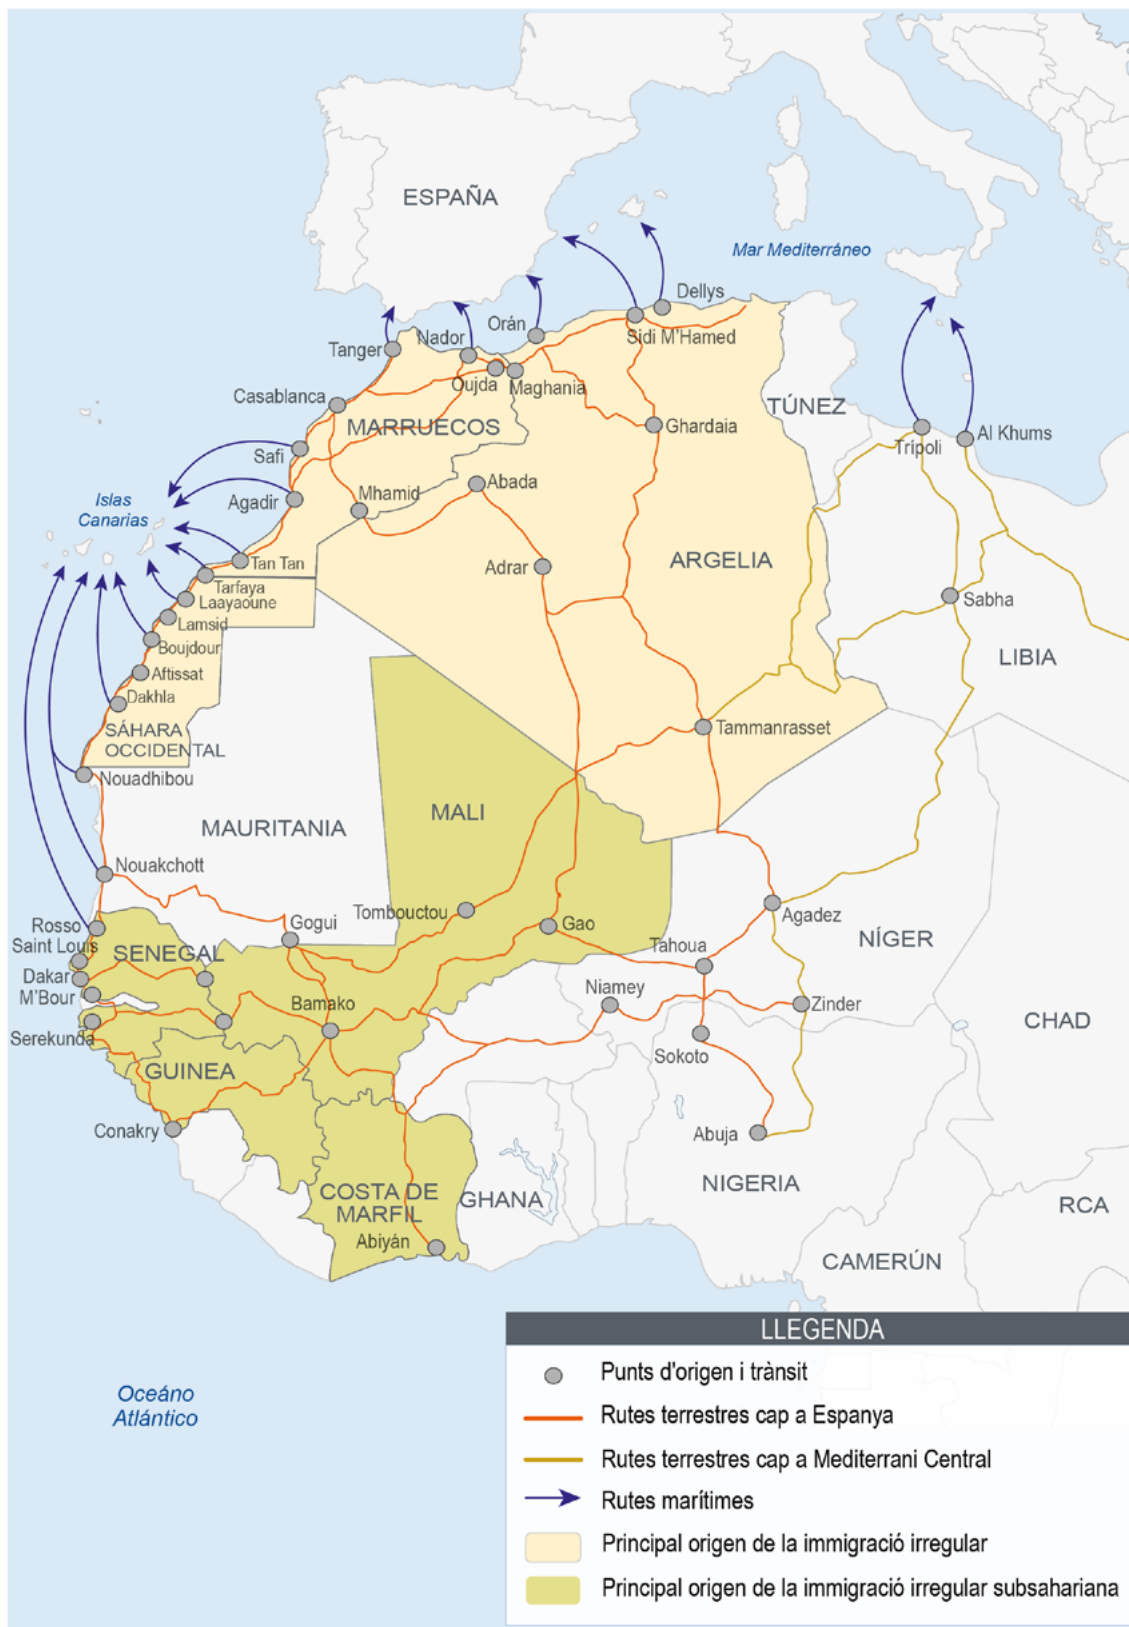 ESPAÑA
Mar Mediterráneo
Dellys
Sidi M'Hamed
Orán
Nador
Tanger
Oujda
Maghania
Casablanca
MARRUECOS
TÚNEZ
Ghardaia
Trípoli
Al Khums
Safi
Islas
Canarias
Agadir
Mhamid
Abada
Adrar
ARGELIA
Tan Tan
Tarfaya
Laayaoune
Lamsid
Boujdour
Aftissat
Dakhla
Sabha
LIBIA
SÁHARA
OCCIDENTAL
Tammanrasset
Nouadhibou
MAURITANIA
MALI
Nouakchott
Rosso
Saint Louis
SENEGAL
Gogui
Tombouctou
Gao
Agadez
NÍGER
Dakar
M'Bour
Tahoua
Niamey
Zinder
Serekunda
Bamako
CHAD
GUINEA
Sokoto
Conakry
Abuja
COSTA DE
MARFIL
GHANA
NIGERIA
RCA
Abiyán
CAMERÚN
Oceáno
Atlántico
LLEGENDA
Punts d'origen i trànsit
Rutes terrestres cap a Espanya
Rutes terrestres cap a Mediterrani Central
Rutes marítimes
Principal origen de la immigració irregular
Principal origen de la immigració irregular subsahariana